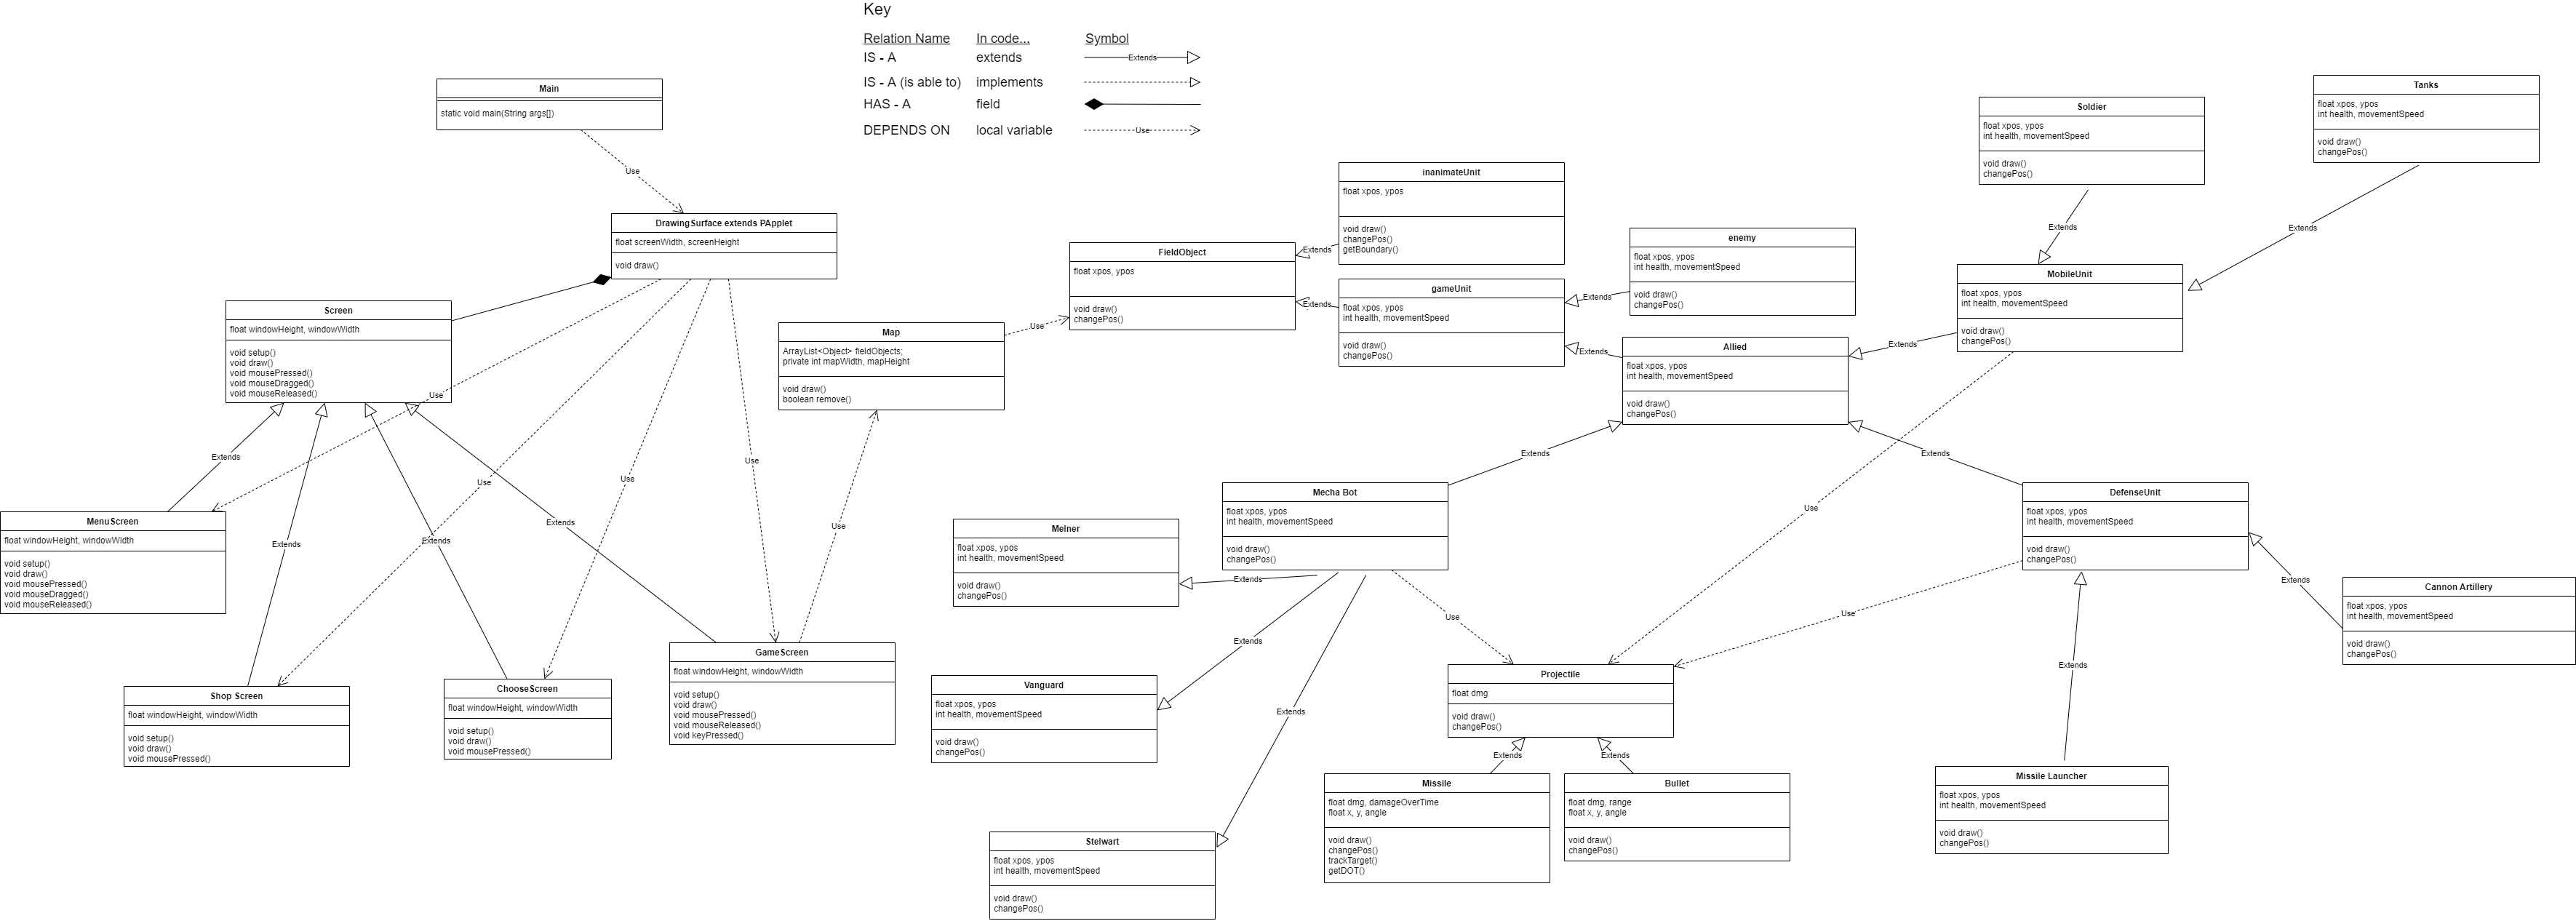 Key
Relation Name In code... Symbol
IS - A extends Extends
IS - A (is able to) implements
HAS - A field
DEPENDS ON local variable Use
Main
static void main(String args[])
Use
DrawingSurface extends PApplet
float screenWidth, screenHeight
void draw()
Screen
float windowHeight, windowWidth
void setup()
void draw()
void mousePressed()
void mouseDragged()
void mouseReleased()
Use
Extends
Extends
Extends
Extends
Use
Use
Use
Use
MenuScreen
float windowHeight, windowWidth
void setup()
void draw()
void mousePressed()
void mouseDragged()
void mouseReleased()
Shop Screen
float windowHeight, windowWidth
void setup()
void draw()
void mousePressed()
ChooseScreen
float windowHeight, windowWidth
void setup()
void draw()
void mousePressed()
GameScreen
float windowHeight, windowWidth
void setup()
void draw()
void mousePressed()
void mouseReleased()
void keyPressed()
Map
ArrayList<Object> fieldObjects;
private int mapWidth, mapHeight
void draw()
boolean remove()
Use
FieldObject
float xpos, ypos
void draw()
changePos()
Extends
Extends
inanimateUnit
float xpos, ypos
void draw()
changePos()
getBoundary()
gameUnit
float xpos, ypos
int health, movementSpeed
void draw()
changePos()
Extends
Extends
enemy
float xpos, ypos
int health, movementSpeed
void draw()
changePos()
Allied
float xpos, ypos
int health, movementSpeed
void draw()
changePos()
Extends
Extends
Extends
Soldier
float xpos, ypos
int health, movementSpeed
void draw()
changePos()
Extends
Tanks
float xpos, ypos
int health, movementSpeed
void draw()
changePos()
Extends
MobileUnit
float xpos, ypos
int health, movementSpeed
void draw()
changePos()
Use
Mecha Bot
float xpos, ypos
int health, movementSpeed
void draw()
changePos()
Extends
Extends
Extends
Use
Melner
float xpos, ypos
int health, movementSpeed
void draw()
changePos()
Vanguard
float xpos, ypos
int health, movementSpeed
void draw()
changePos()
Stelwart
float xpos, ypos
int health, movementSpeed
void draw()
changePos()
DefenseUnit
float xpos, ypos
int health, movementSpeed
void draw()
changePos()
Use
Extends
Extends
Cannon Artillery
float xpos, ypos
int health, movementSpeed
void draw()
changePos()
Projectile
float dmg
void draw()
changePos()
Extends
Extends
Missile
float dmg, damageOverTime
float x, y, angle
void draw()
changePos()
trackTarget()
getDOT()
Bullet
float dmg, range
float x, y, angle
void draw()
changePos()
Missile Launcher
float xpos, ypos
int health, movementSpeed
void draw()
changePos()